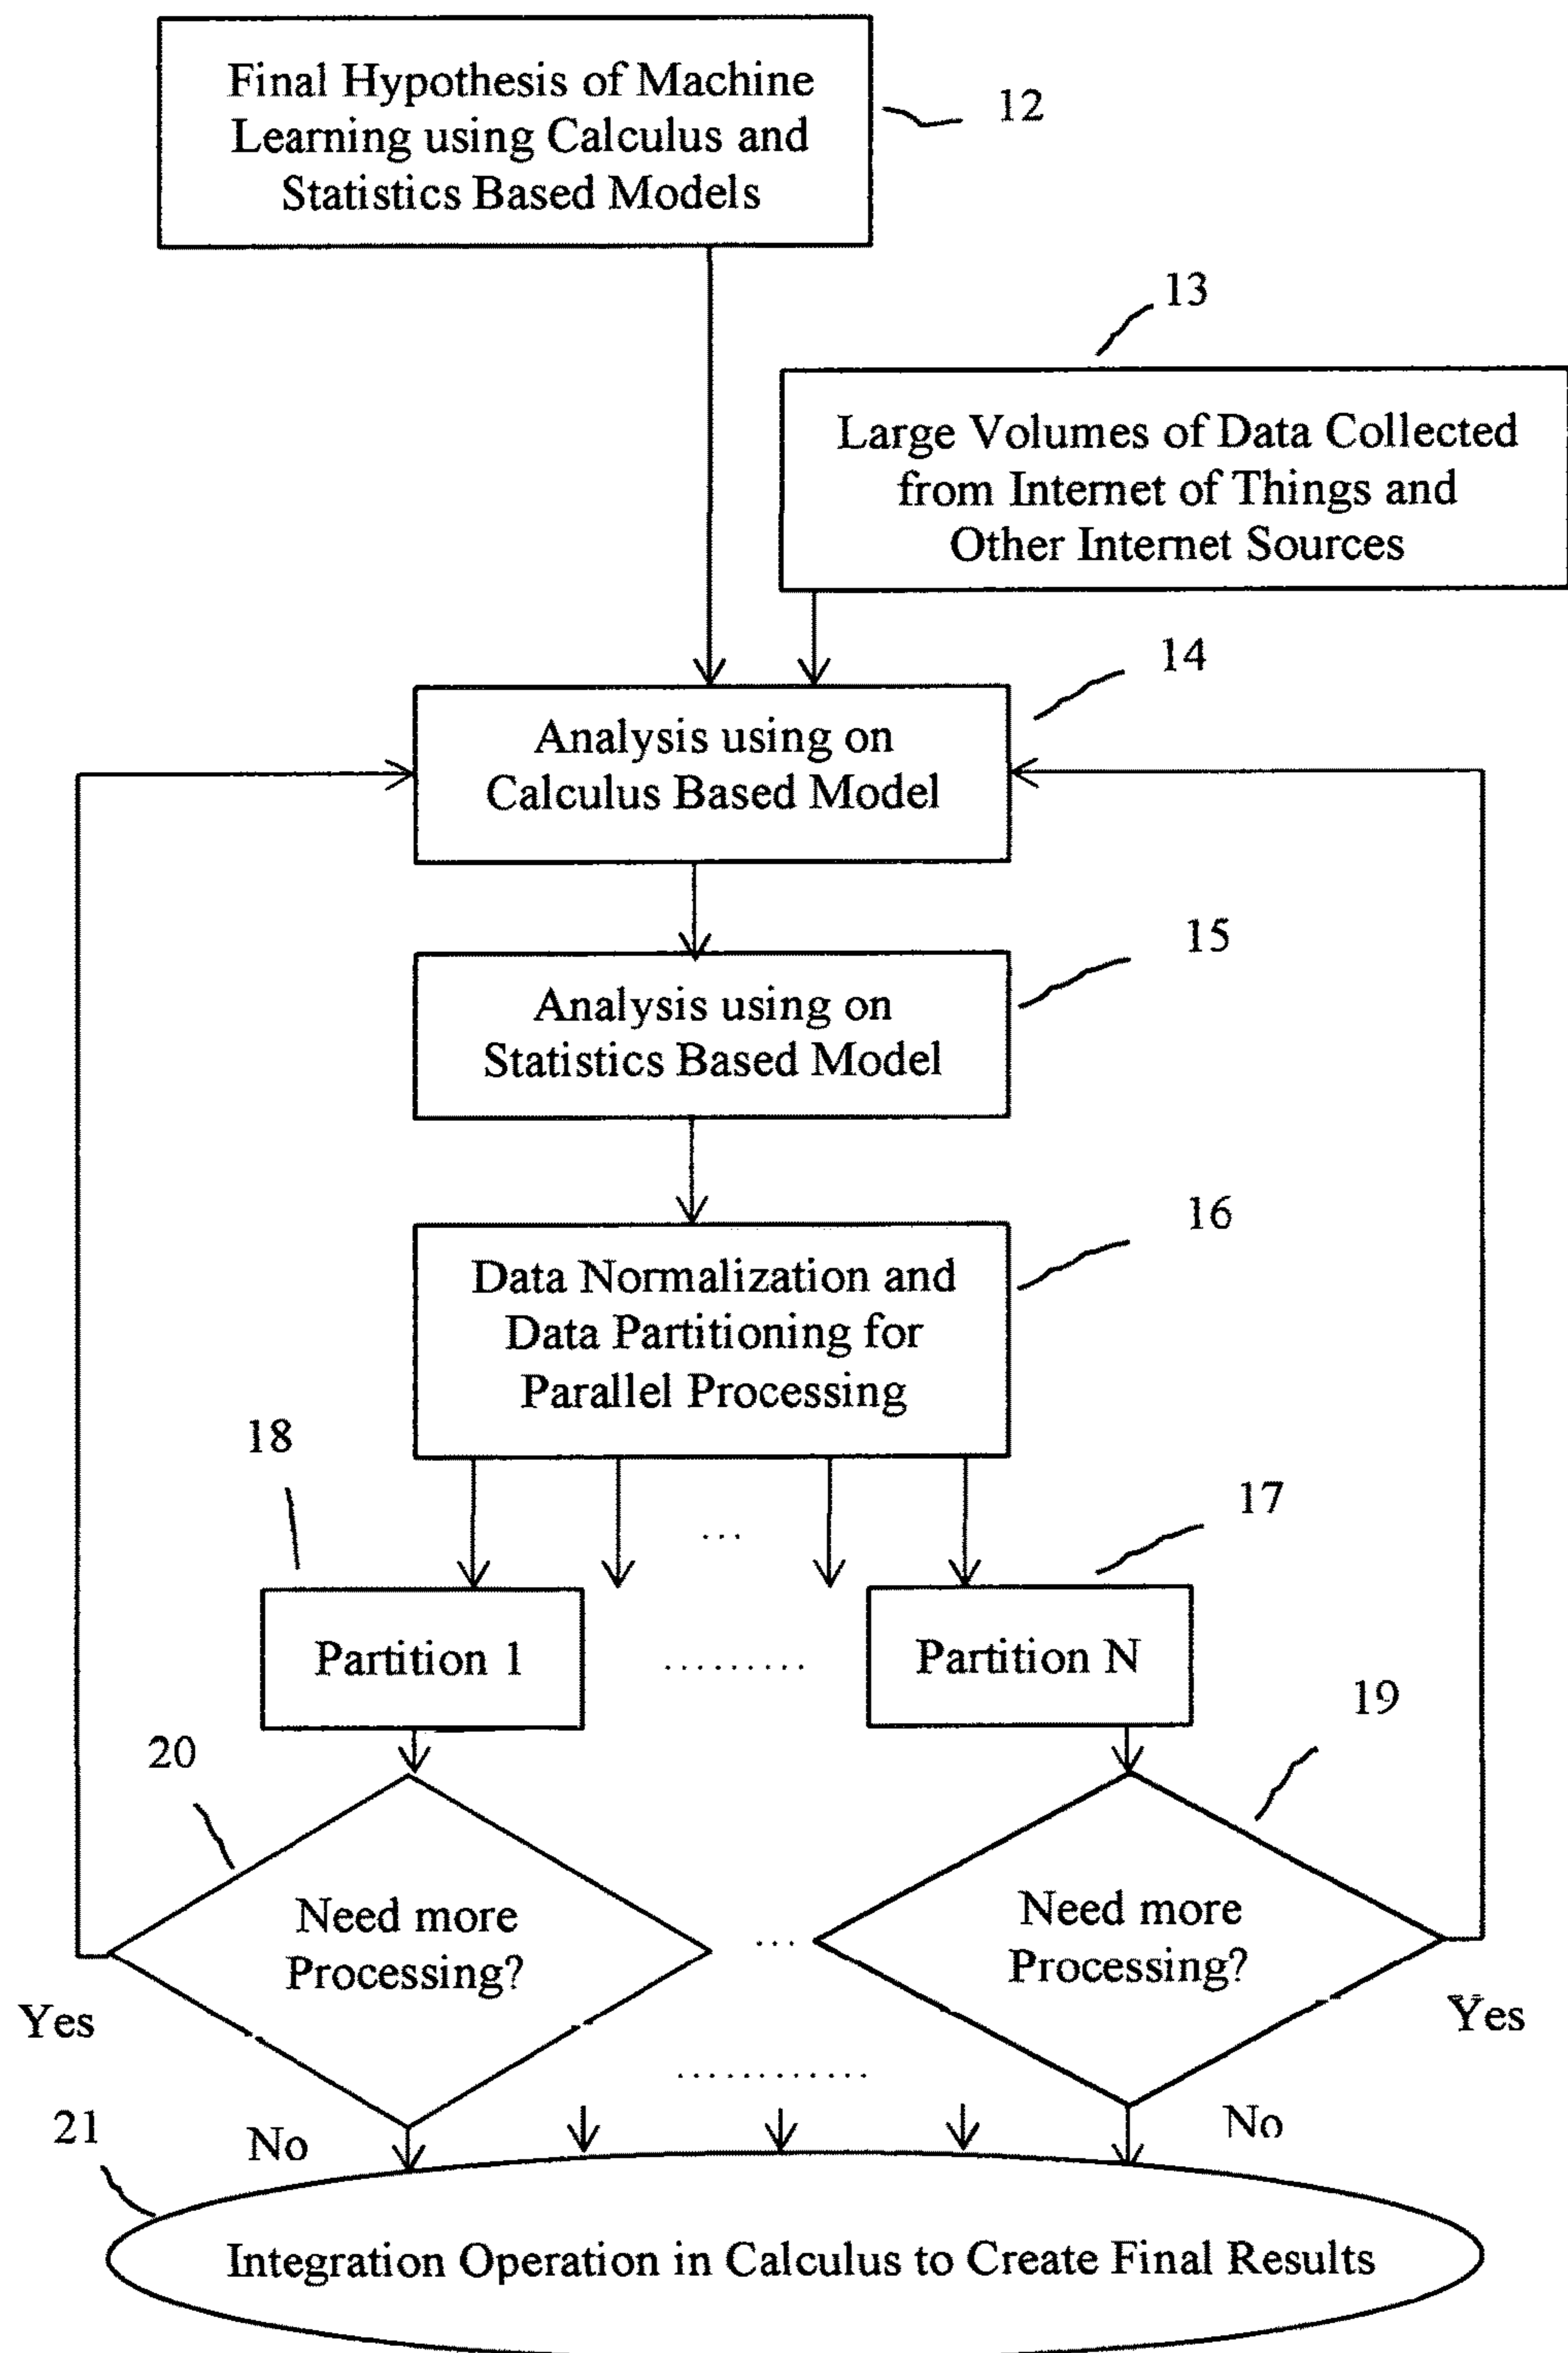 Final Hypothesis of Machine
Learning using Calculus and
Statistics Based Models
12
13
Large Volumes of Data Collected
from Internet of Things and
Other Internet Sources
14
Analysis using on
Calculus Based Model
15
Analysis using on
Statistics Based Model
16
Data Normalization and
Data Partitioning for
Parallel Processing
18
17
...
Partition 1
.........
Partition N
19
20
Need more
Processing?
...
Need more
Processing?
Yes
Yes
............
21
No
No
Integration Operation in Calculus to Create Final Results